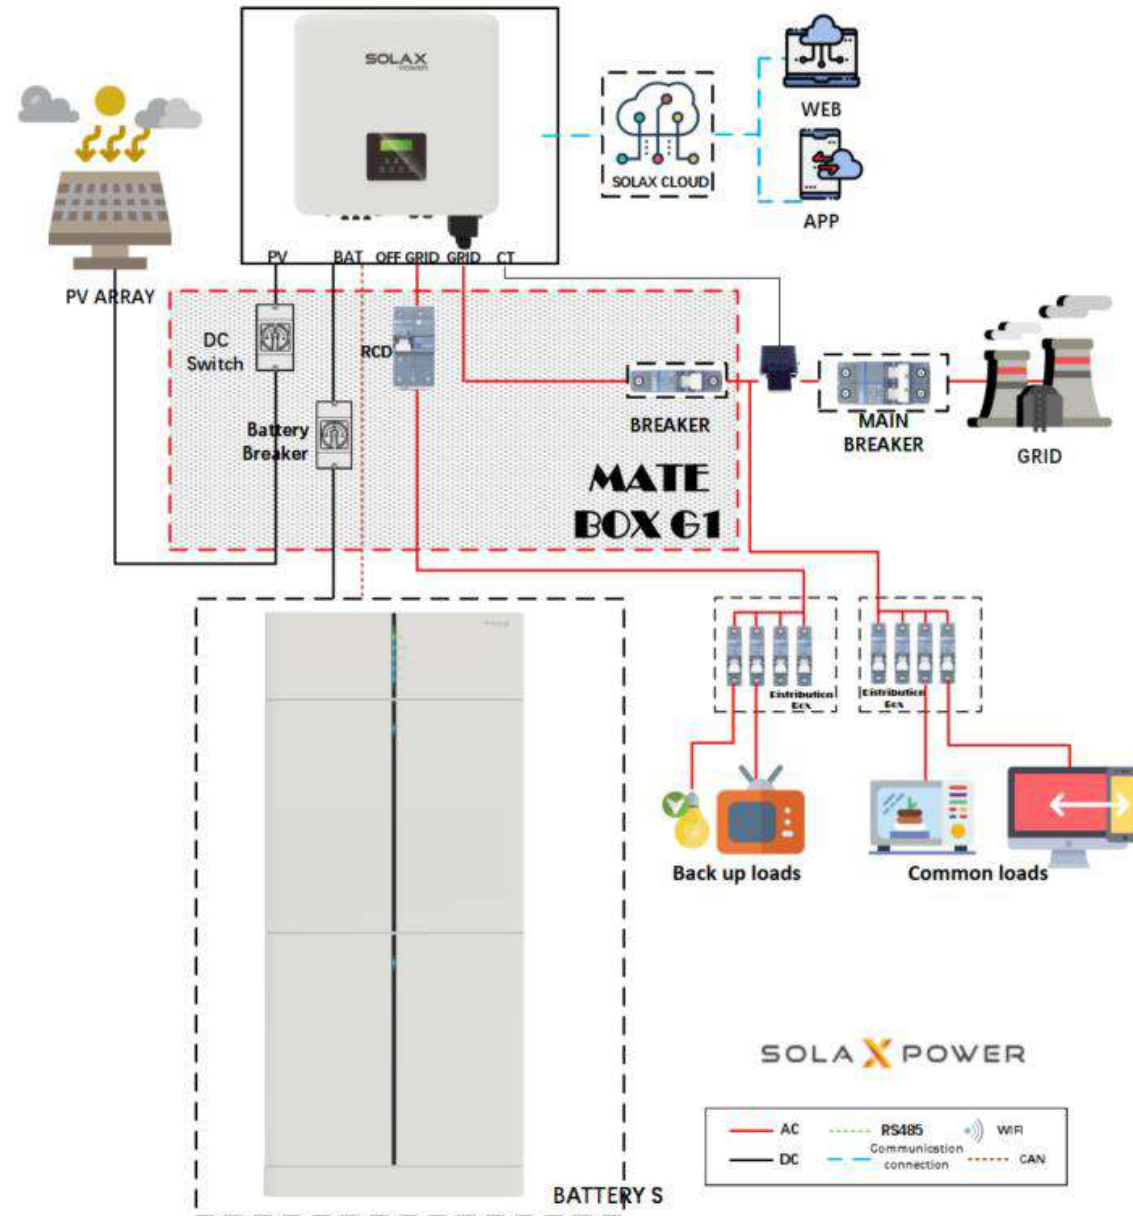 SOLAX
POWER
WEB
SOLAX CLOUD
APP
PV
BAT
OFF GRID
GRID
CT
PV ARRAY
DC
Switch
RCD
Battery
Breaker
BREAKER
MAIN
BREAKER
GRID
MATE
BOX G1
Distribution
Box
Distribution
Box
Back up loads
Common loads
BATTERY S
SOLAX POWER
AC
RS485
WIFI
DC
Communication
connection
CAN